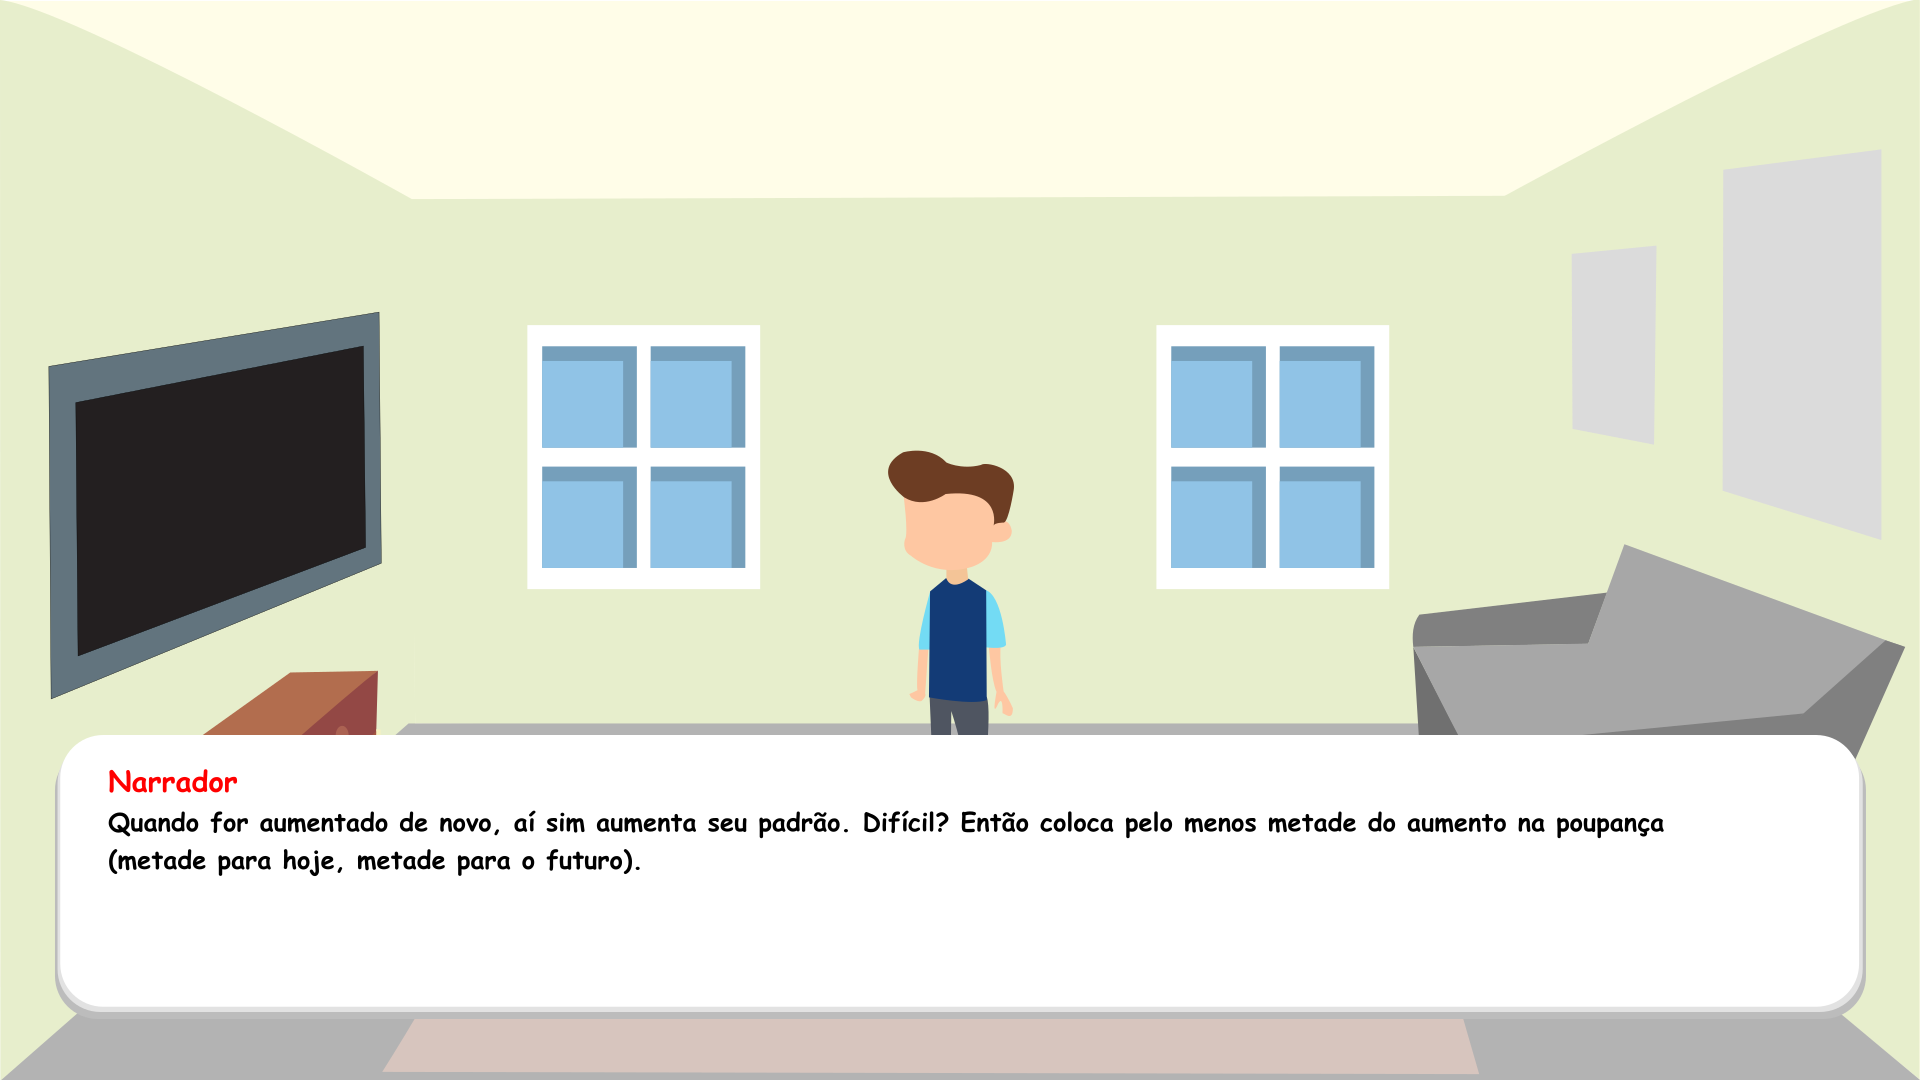 Narrador
Quando for aumentado de novo, aí sim aumenta seu padrão. Difícil? Então coloca pelo menos metade do aumento na poupança
(metade para hoje, metade para o futuro).